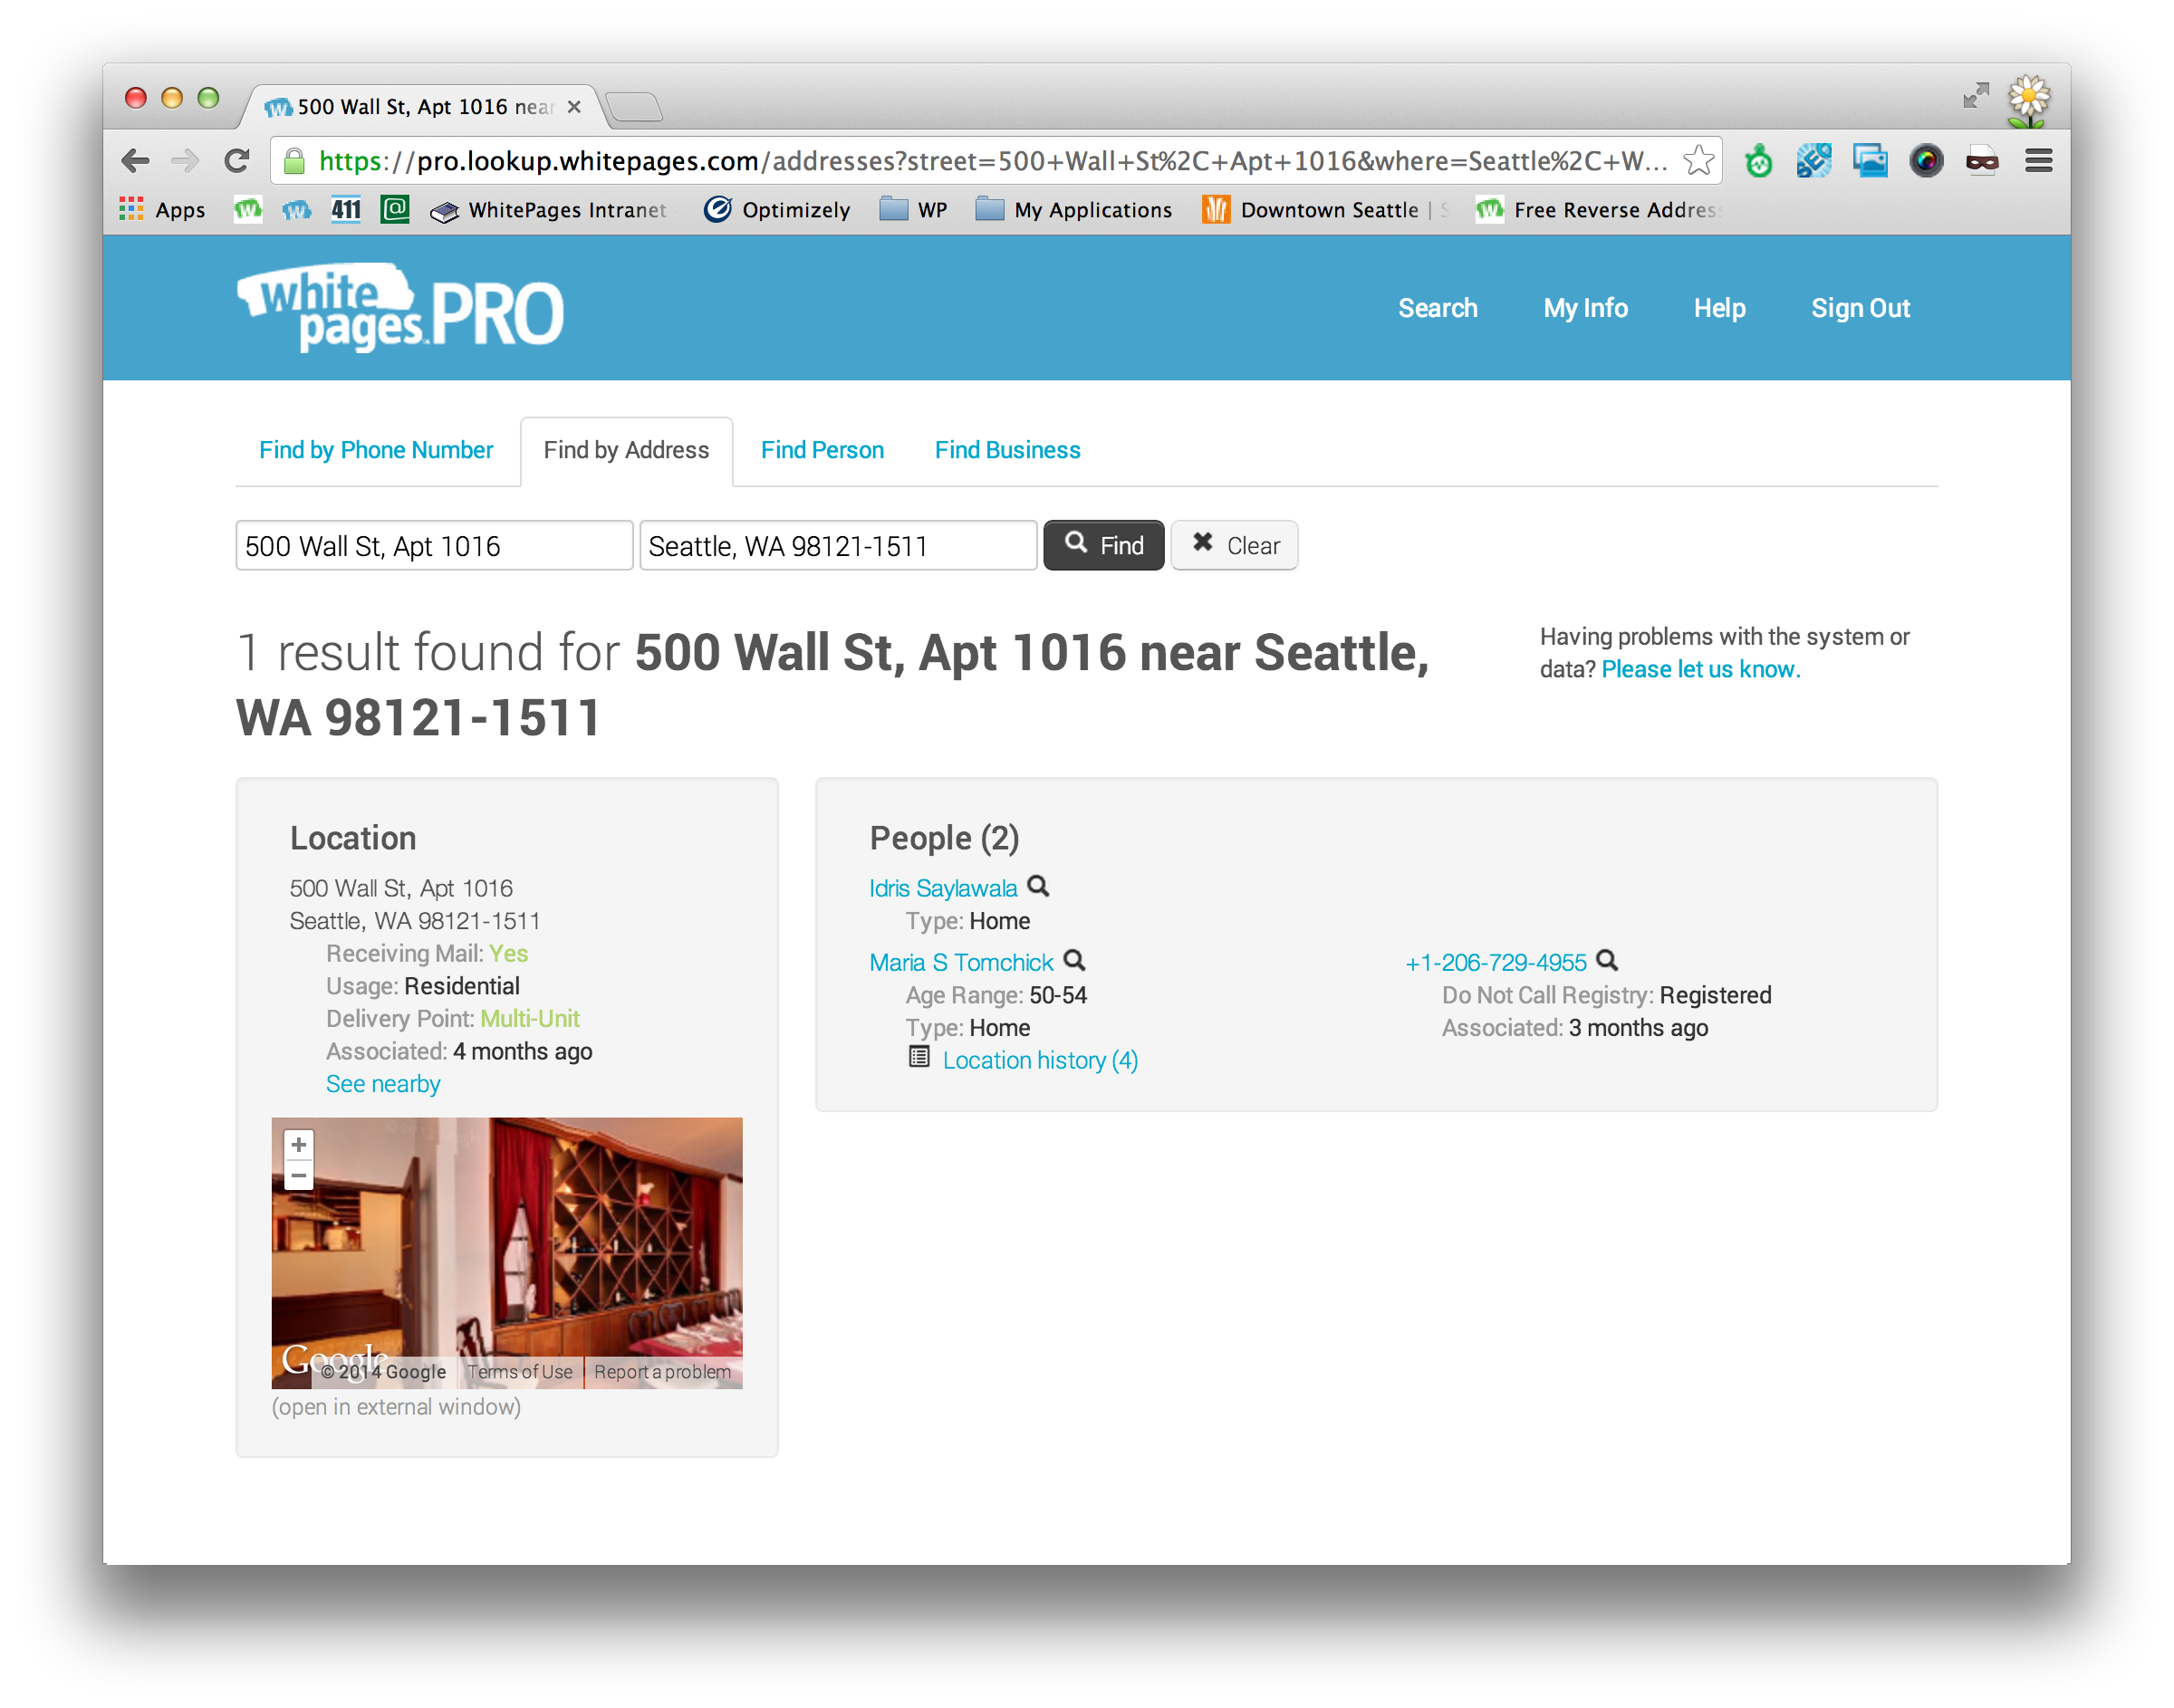 500 Wall St, Apt 1016 near
https://pro.lookup.whitepages.com/addresses?street=500+Wall+St%2C+Apt+1016&where=Seattle%2C+W...
Apps 411 @ WhitePages Intranet Optimizely WP My Applications Downtown Seattle | S Free Reverse Address
white pages.PRO
Search My Info Help Sign Out
Find by Phone Number Find by Address Find Person Find Business
500 Wall St, Apt 1016 Seattle, WA 98121-1511 Find Clear
1 result found for 500 Wall St, Apt 1016 near Seattle,
WA 98121-1511
Having problems with the system or
data? Please let us know.
Location
500 Wall St, Apt 1016
Seattle, WA 98121-1511
Receiving Mail: Yes
Usage: Residential
Delivery Point: Multi-Unit
Associated: 4 months ago
See nearby
+
−
Google
© 2014 Google Terms of Use Report a problem
(open in external window)
People (2)
Idris Saylawala
Type: Home
Maria S Tomchick
Age Range: 50-54
Type: Home
Location history (4)
+1-206-729-4955
Do Not Call Registry: Registered
Associated: 3 months ago